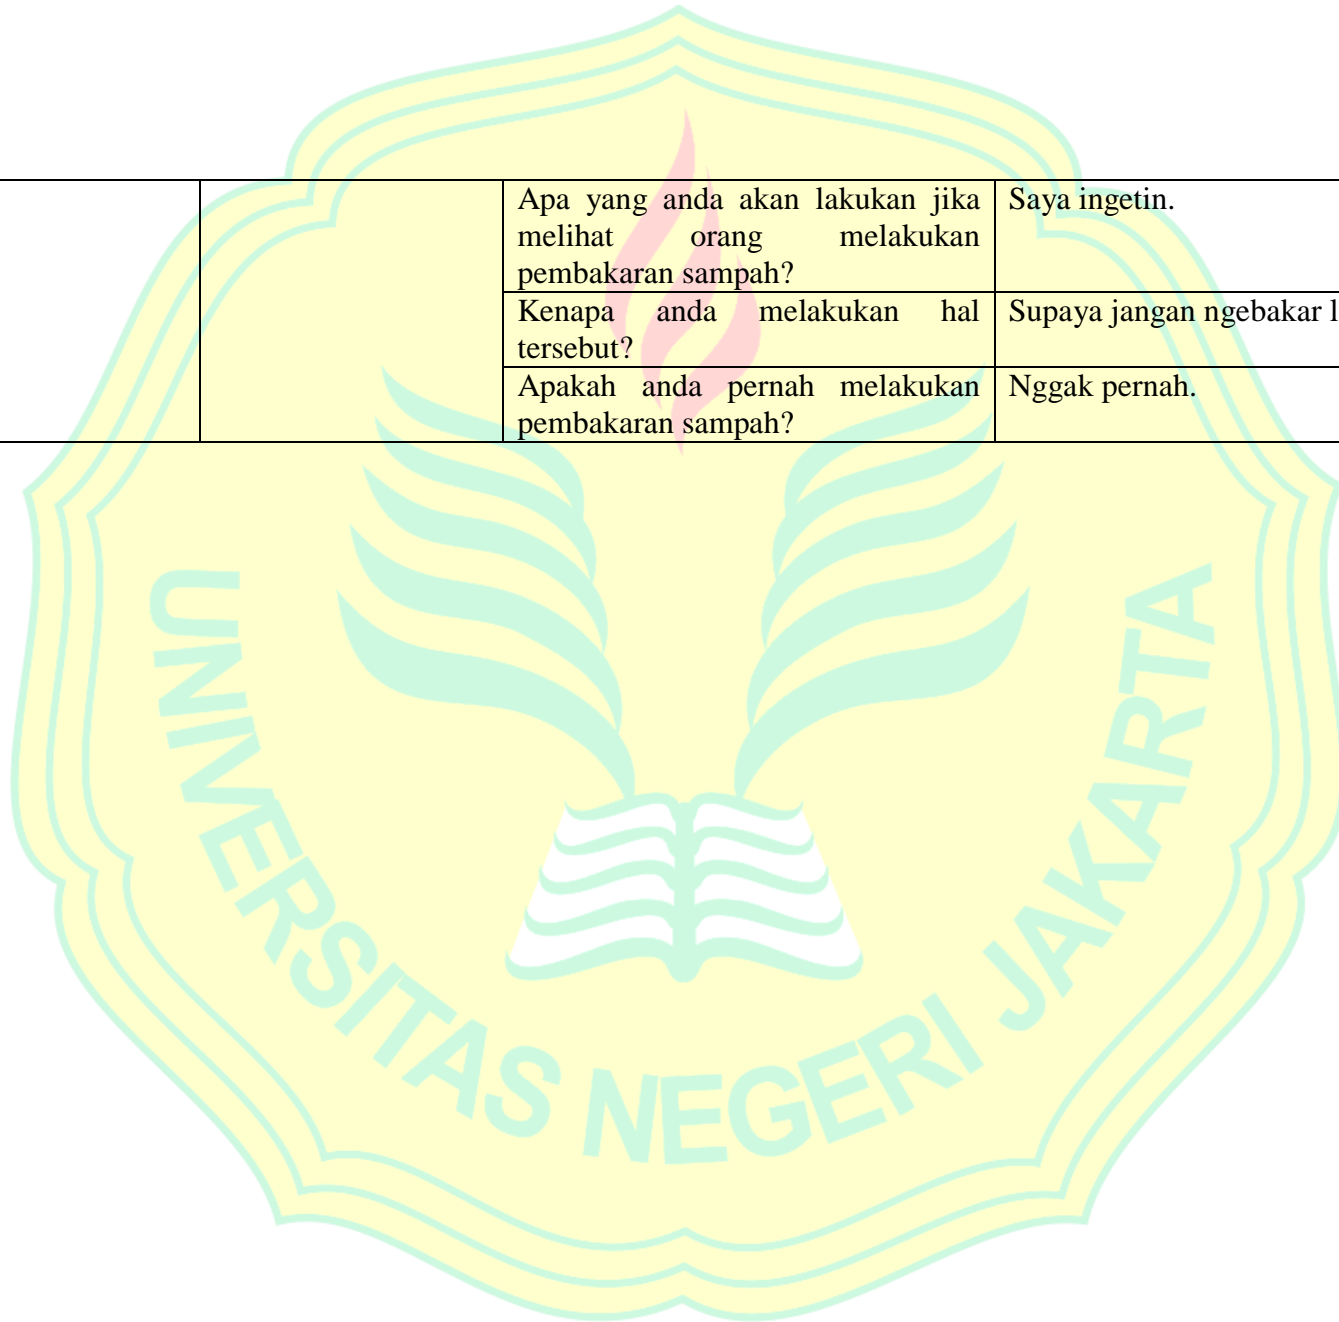 Apa yang anda akan lakukan jika
melihat orang melakukan
pembakaran sampah?
Saya ingetin.
Kenapa anda melakukan hal
tersebut?
Supaya jangan ngebakar
Apakah anda pernah melakukan
pembakaran sampah?
Nggak pernah.
UNIVERSITAS NEGERI JAKARTA